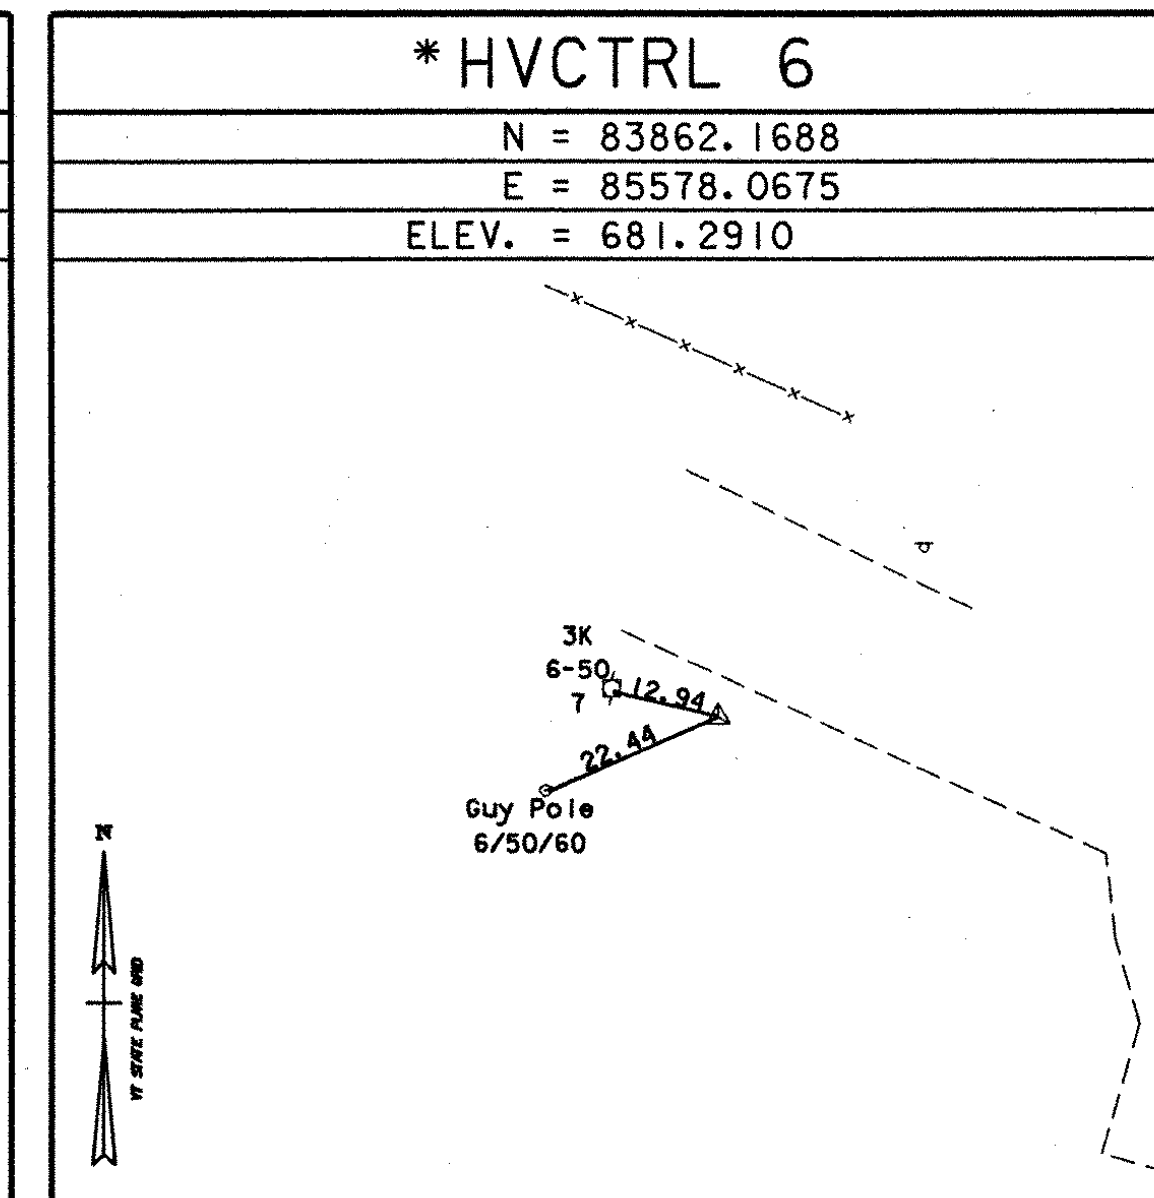 *HVCTRL 6
N = 83862.1688
E = 85578.0675
ELEV. = 681.2910
3K
6-50
7
12.94
22.44
Guy Pole
6/50/60
N
VT STATE PLANE GRID